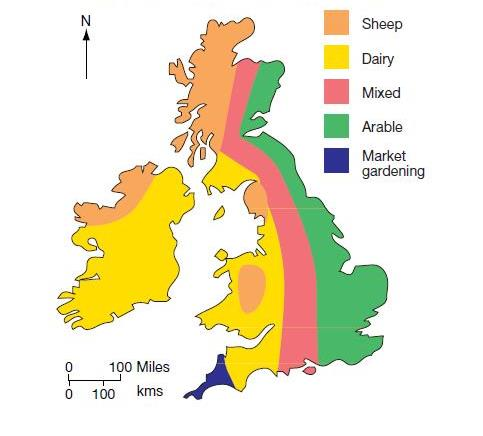 N
Sheep
Dairy
Mixed
Arable
Market
gardening
0 100 Miles
0 100 kms